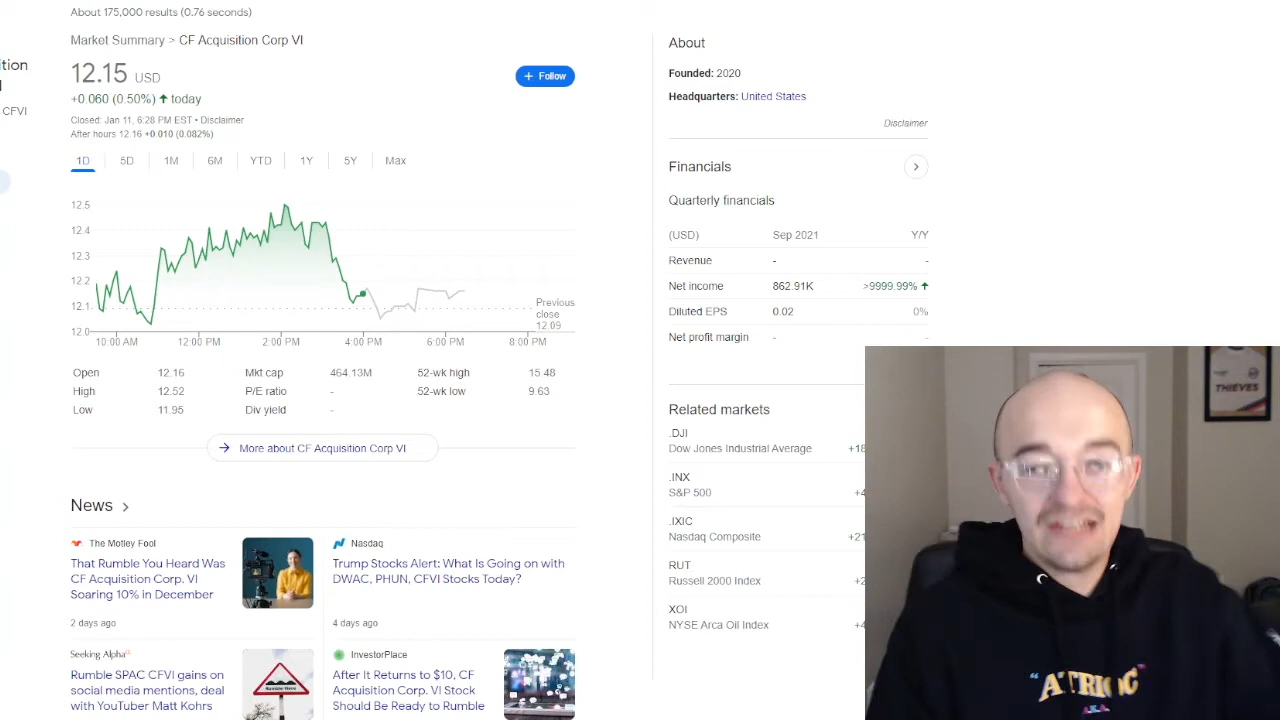 About 175,000 results (0.76 seconds)
ition
l
CFVI
Market Summary > CF Acquisition Corp VI
12.15 USD
+ Follow
+0.060 (0.50%) ↑ today
Closed: Jan 11, 6:28 PM EST • Disclaimer
After hours 12.16 +0.010 (0.082%)
1D 5D 1M 6M YTD 1Y 5Y Max
12.5
12.4
12.3
12.2
12.1
12.0
Previous
close
12.09
10:00 AM 12:00 PM 2:00 PM 4:00 PM 6:00 PM 8:00 PM
Open 12.16 Mkt cap 464.13M 52-wk high 15.48
High 12.52 P/E ratio - 52-wk low 9.63
Low 11.95 Div yield -
→ More about CF Acquisition Corp VI
News >
The Motley Fool
That Rumble You Heard Was
CF Acquisition Corp. VI
Soaring 10% in December
2 days ago
Nasdaq
Trump Stocks Alert: What Is Going on with
DWAC, PHUN, CFVI Stocks Today?
4 days ago
Seeking Alpha
Rumble SPAC CFVI gains on
social media mentions, deal
with YouTuber Matt Kohrs
InvestorPlace
After It Returns to $10, CF
Acquisition Corp. VI Stock
Should Be Ready to Rumble
About
Founded: 2020
Headquarters: United States
Disclaimer
Financials >
Quarterly financials
(USD) Sep 2021 Y/Y
Revenue - -
Net income 862.91K >9999.99% ↑
Diluted EPS 0.02 0%
Net profit margin -
Related markets
.DJI
Dow Jones Industrial Average +18
.INX
S&P 500 +4
.IXIC
Nasdaq Composite +21
RUT
Russell 2000 Index +2
XOI
NYSE Arca Oil Index +4
THIEVES
A.K.A.